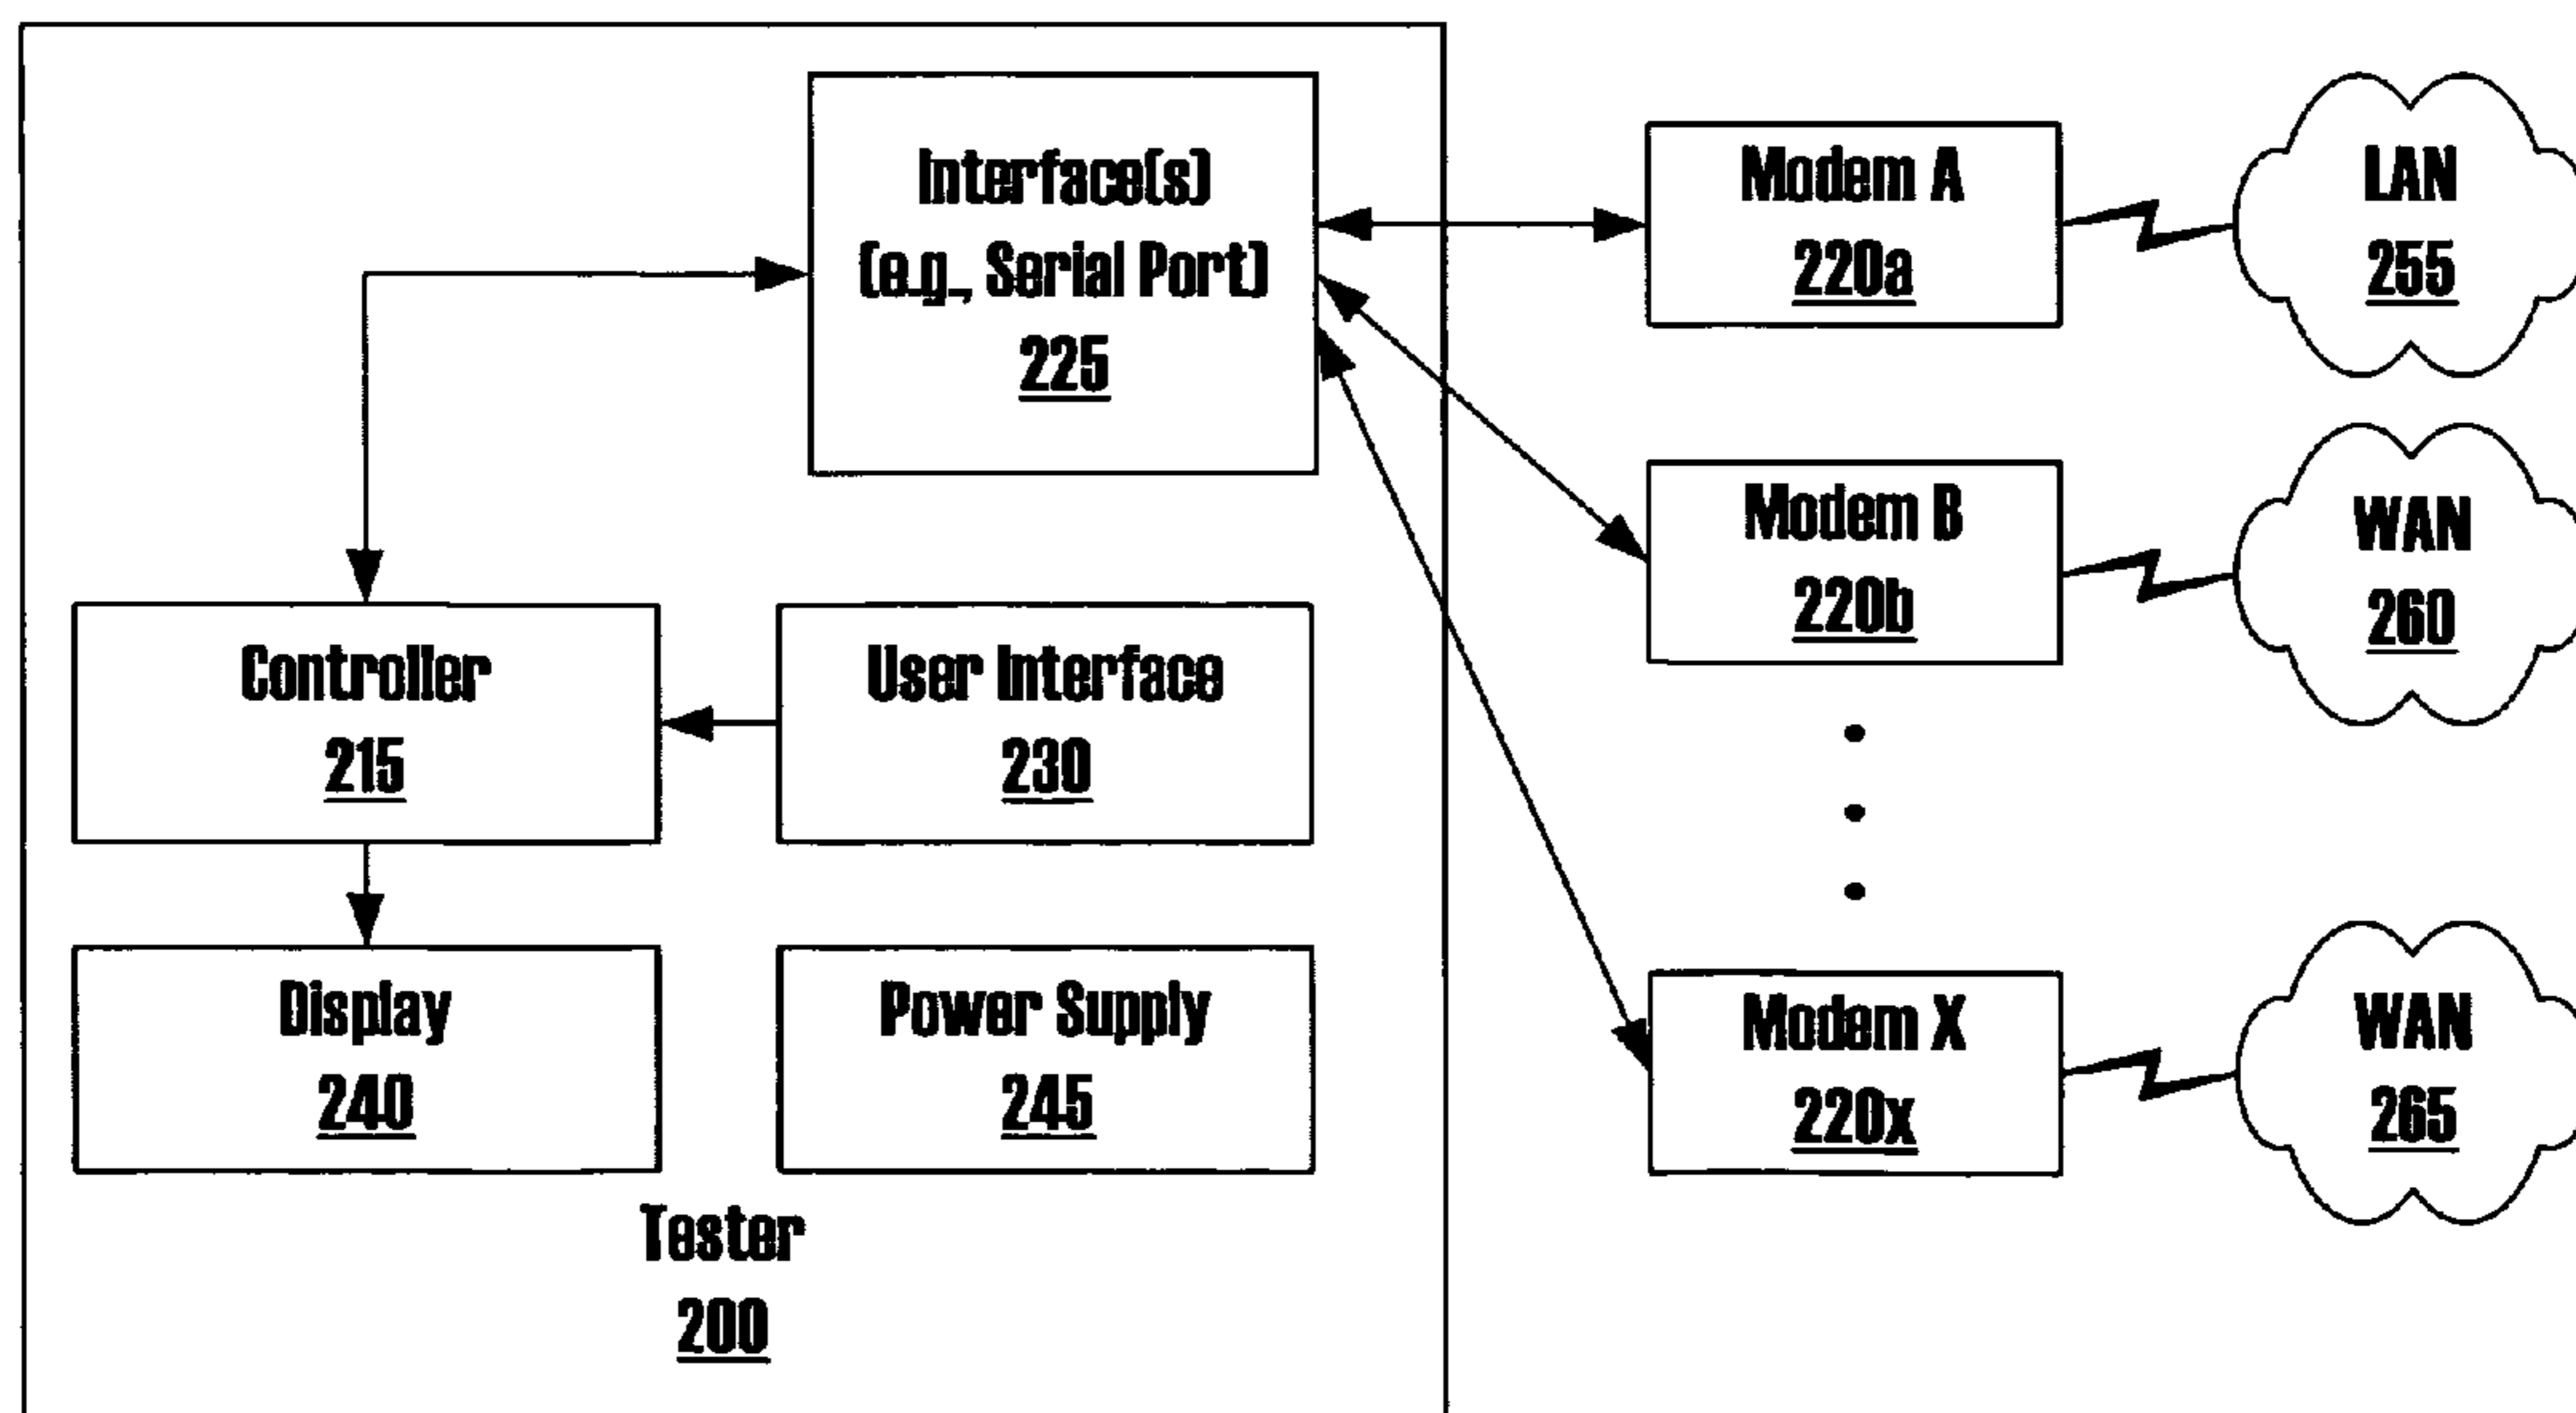 Interface(s)
(e.g., Serial Port)
225
Modem A
220a
LAN
255
Modem B
220b
WAN
260
Controller
215
User Interface
230
Display
240
Power Supply
245
Modem X
220x
WAN
265
Tester
200